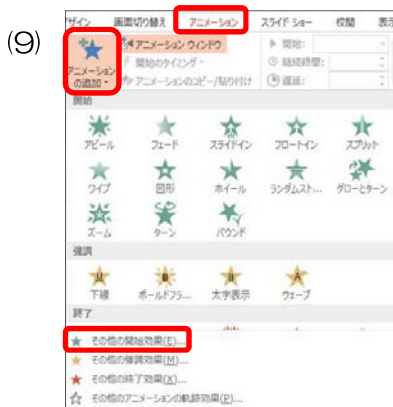 (9)
ザイン 画面切り替え アニメーション スライド ショー 校閲 表示
アニメーション の追加
アニメーション ウィンドウ
開始のタイミング
アニメーションのコピー/貼り付け
開始:
継続時間:
遅延:
開始
アピール フェード スライドイン フロートイン スプリット
ワイプ 図形 ホイール ランダムスト... グローとターン
ズーム ターン バウンド
強調
下線 ボールドフラ... 太字表示 ウェーブ
終了
その他の開始効果(E)...
その他の強調効果(M)...
その他の終了効果(X)...
その他のアニメーションの軌跡効果(P)...